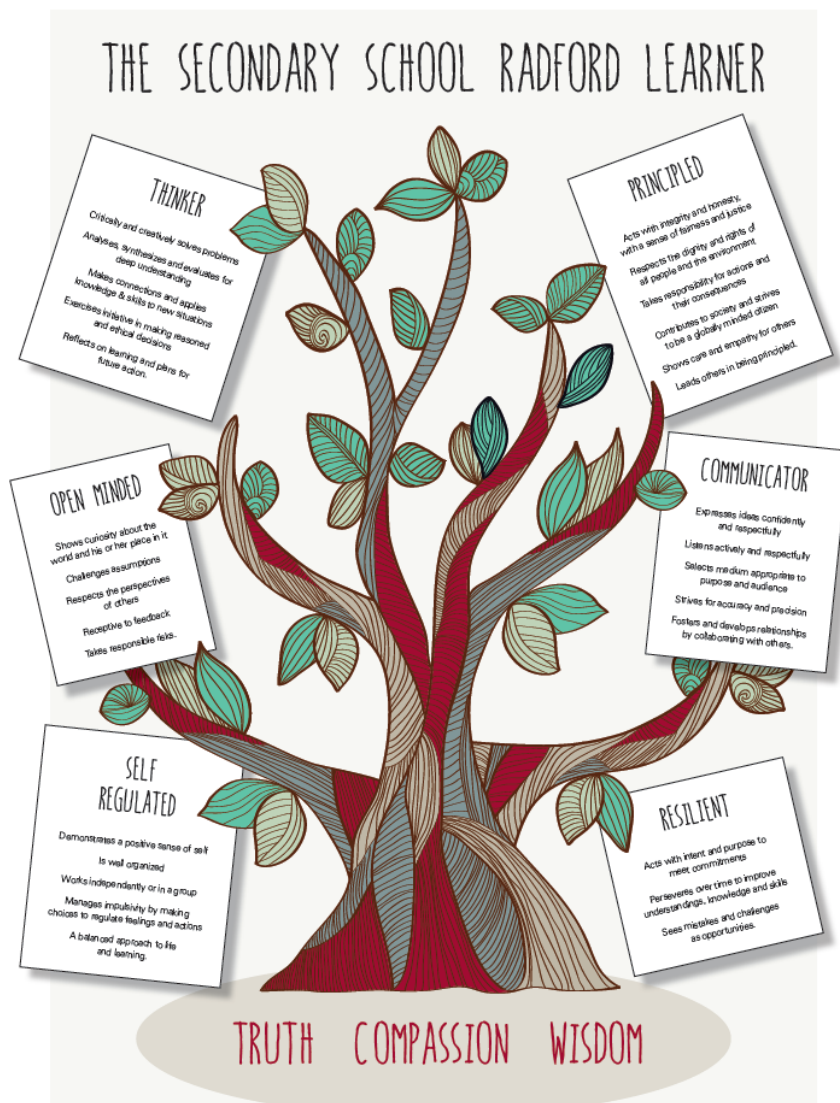 THE SECONDARY SCHOOL RADFORD LEARNER
THINKER
Critically and creatively solves problems
Analyses, synthesizes and evaluates for
deep understanding
Makes connections and applies
knowledge & skills to new situations
Exercises initiative in making reasoned
and ethical decisions
Reflects on learning and plans for
future action.
PRINCIPLED
Acts with integrity and honesty,
with a sense of fairness and justice
Respects the dignity and rights of
all people and the environment
Takes responsibility for actions and
their consequences
Contributes to society and strives
to be a globally minded citizen
Shows care and empathy for others
Leads others in being principled.
OPEN MINDED
Shows curiosity about the
world and his or her place in it
Challenges assumptions
Respects the perspectives
of others
Receptive to feedback
Takes responsible risks.
COMMUNICATOR
Expresses ideas confidently
and respectfully
Listens actively and respectfully
Selects medium appropriate to
purpose and audience
Strives for accuracy and precision
Fosters and develops relationships
by collaborating with others.
SELF
REGULATED
Demonstrates a positive sense of self
Is well organized
Works independently or in a group
Manages impulsivity by making
choices to regulate feelings and actions
A balanced approach to life
and learning.
RESILIENT
Acts with intent and purpose to
meet commitments
Perseveres over time to improve
understandings, knowledge and skills
Sees mistakes and challenges
as opportunities.
TRUTH COMPASSION WISDOM